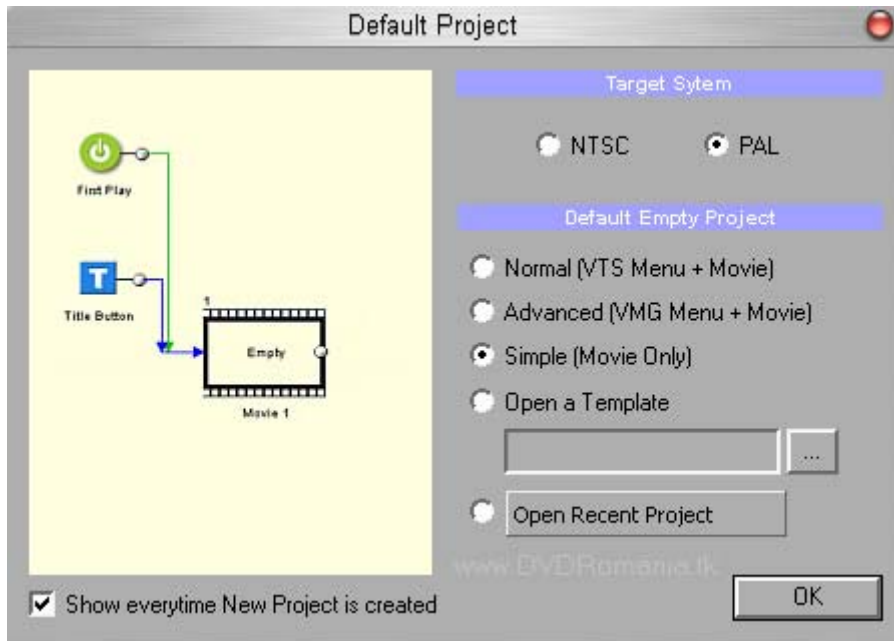 Default Project
First Play
Title Button
1
Empty
Movie 1
Target Sytem
NTSC
PAL
Default Empty Project
Normal (VTS Menu + Movie)
Advanced (VMG Menu + Movie)
Simple (Movie Only)
Open a Template
...
Open Recent Project
www.DVDRomania.tk
Show everytime New Project is created
OK